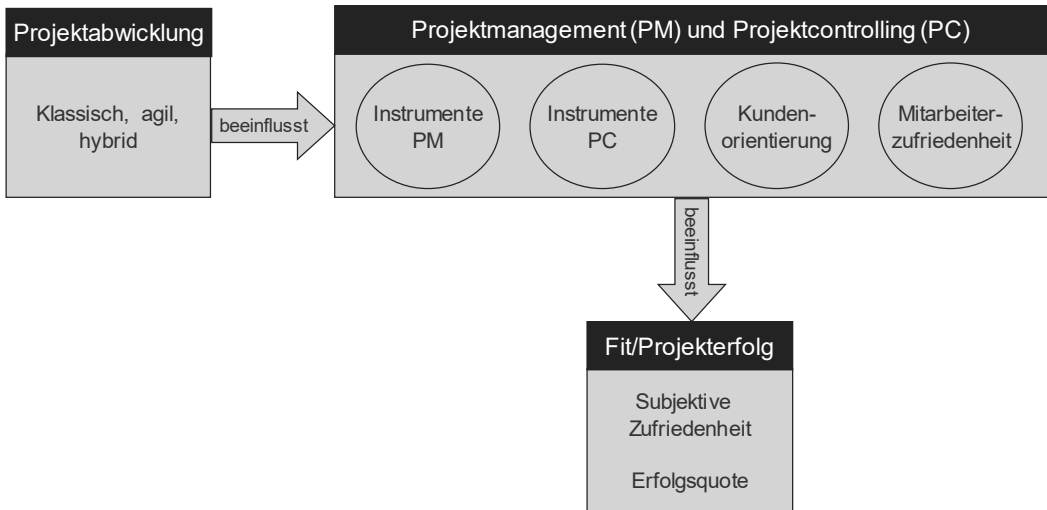 Projektabwicklung
Klassisch, agil,
hybrid
beeinflusst
Projektmanagement (PM) und Projektcontrolling (PC)
Instrumente
PM
Instrumente
PC
Kunden-
orientierung
Mitarbeiter-
zufriedenheit
beeinflusst
Fit/Projekterfolg
Subjektive
Zufriedenheit
Erfolgsquote